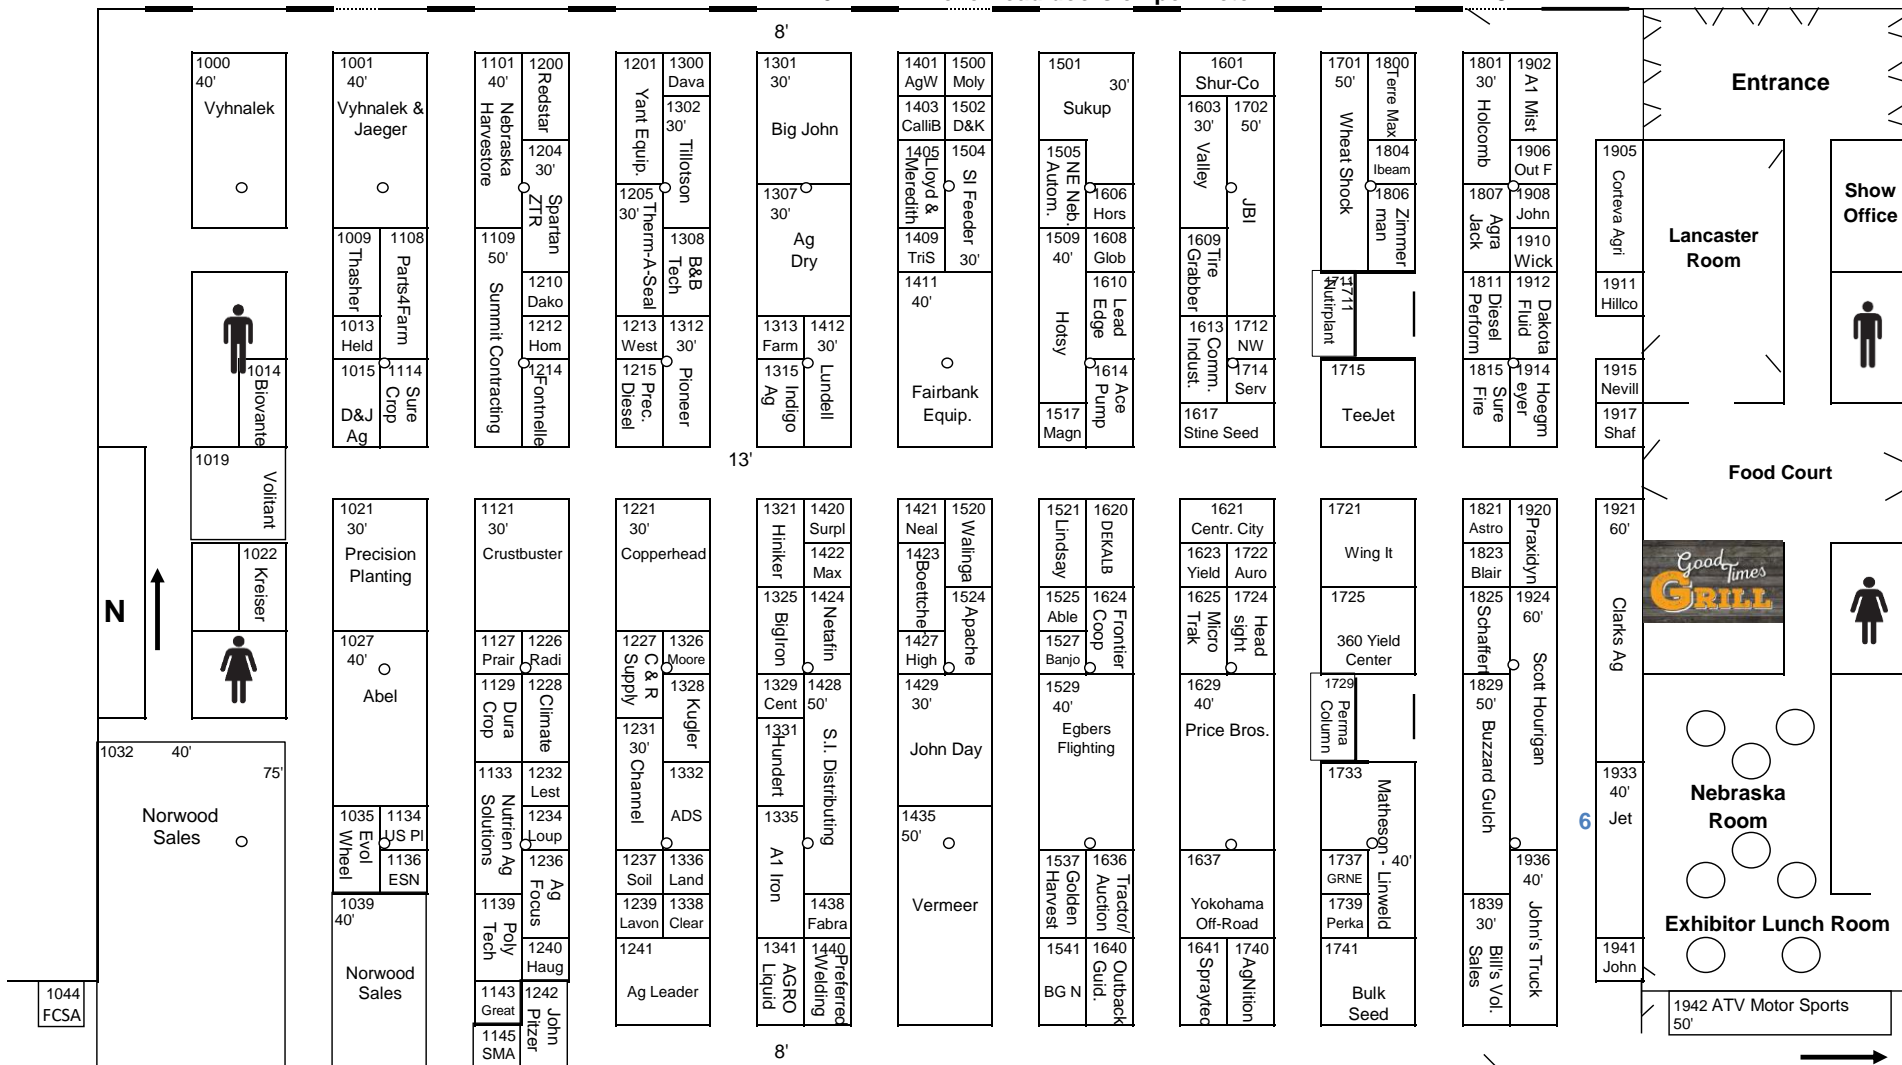 8'
1000
40'
Vyhnalek
1014
Biovante
1019
Volitant
1022
Kreiser
N
1032 40'
75'
Norwood
Sales
1044
FCSA
1001
40'
Vyhnalek &
Jaeger
1009
Thasher
1108
Parts4Farm
1013
Held
1015
D&J
Ag
1114
Sure
Crop
1021
30'
Precision
Planting
1027
40'
Abel
1035
Evol
Wheel
1134
US Pl
1136
ESN
1039
40'
Norwood
Sales
1101
40'
Nebraska
Harvestore
1200
Redstar
1204
30'
Spartan
ZTR
1109
50'
Summit Contracting
1210
Dako
1212
Hom
1214
Fontnelle
1121
30'
Crustbuster
1127
Prair
1226
Radi
1129
Dura
Crop
1228
Climate
1133
Nutrien Ag
Solutions
1232
Lest
1234
Loup
1236
Ag
Focus
1139
Poly
Tech
1240
Haug
1143
Great
1242
John
Pitzer
1145
SMA
1201
Yant Equip.
1300
Dava
1302
30'
Tillotson
1205
30'
Therm-A-Seal
1308
B&B
Tech
1213
West
1312
30'
Pioneer
1215
Prec.
Diesel
13'
1221
30'
Copperhead
1227
C & R
Supply
1326
Moore
1328
Kugler
1231
30'
Channel
1332
ADS
1237
Soil
1336
Land
1239
Lavon
1338
Clear
1241
Ag Leader
1301
30'
Big John
1307
30'
Ag
Dry
1313
Farm
1412
30'
Lundell
1315
Indigo
Ag
1321
Hiniker
1420
Surpl
1422
Max
1325
BigIron
1424
Netafin
1329
Cent
1428
50'
S.I. Distributing
1331
Hundert
1335
A1 Iron
1438
Fabra
1341
AGRO
Liquid
1440
Preferred
Welding
8'
1401
AgW
1500
Moly
1403
CalliB
1502
D&K
1405
Lloyd &
Meredith
1504
SI Feeder
30'
1409
TriS
1411
40'
Fairbank
Equip.
1421
Neal
1520
Walinga
1423
Boettche
1524
Apache
1427
High
1429
30'
John Day
1435
50'
Vermeer
1501
30'
Sukup
1505
NE Neb.
Autom.
1606
Hors
1509
40'
Hotsy
1608
Glob
1610
Lead
Edge
1614
Ace
Pump
1517
Magn
1521
Lindsay
1620
DEKALB
1525
Able
1624
Frontier
Coop
1527
Banjo
1529
40'
Egbers
Flighting
1537
Golden
Harvest
1636
Tractor/
Auction
1541
BG N
1640
Outback
Guid.
1601
Shur-Co
1603
30'
Valley
1702
50'
JBI
1609
Tire
Grabber
1613
Comm.
Indust.
1712
NW
1714
Serv
1617
Stine Seed
1621
Centr. City
1623
Yield
1722
Auro
1625
Micro
Trak
1724
Head
sight
1629
40'
Price Bros.
1637
Yokohama
Off-Road
1641
Spraytec
1740
AgNition
1701
50'
Wheat Shock
1800
Terre Max
1804
Ibeam
1806
Zimmer
man
1711
1711
Nutirplant
1715
TeeJet
1721
Wing It
1725
360 Yield
Center
1729
Perma
Column
1733
Matheson - Linweld
40'
1737
GRNE
1739
Perka
1741
Bulk
Seed
1801
30'
Holcomb
1902
A1 Mist
1906
Out F
1807
Agra
Jack
1908
John
1910
Wick
1811
Diesel
Perform
1912
Dakota
Fluid
1815
Sure
Fire
1914
Hoegm
eyer
1821
Astro
1920
Praxidyn
1823
Blair
1825
Schaffert
1924
60'
Scott Hourigan
1829
50'
Buzzard Gulch
1936
40'
John's Truck
1839
30'
Bill's Vol.
Sales
1905
Corteva Agri
1911
Hillco
1915
Nevill
1917
Shaf
1921
60'
Clarks Ag
6
1933
40'
Jet
1941
John
Entrance
Lancaster
Room
Show
Office
Food Court
Good Times
GRILL
Nebraska
Room
Exhibitor Lunch Room
1942 ATV Motor Sports
50'